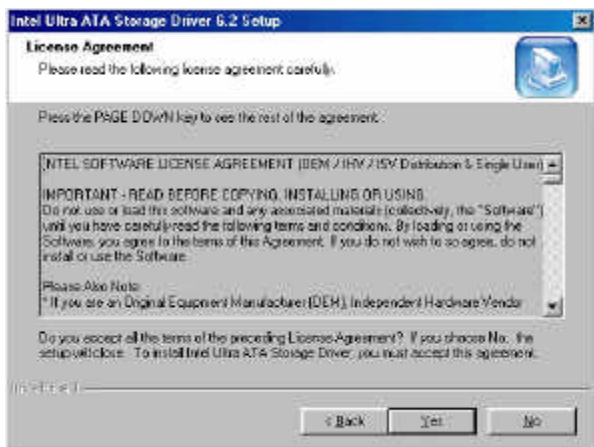 Intel Ultra ATA Storage Driver 6.2 Setup
License Agreement
Please read the following license agreement carefully.
Press the PAGE DOWN key to see the rest of the agreement.
INTEL SOFTWARE LICENSE AGREEMENT (OEM / IHV / ISV Distribution & Single User)
IMPORTANT - READ BEFORE COPYING, INSTALLING OR USING.
Do not use or load this software and any associated materials (collectively, the "Software")
until you have carefully read the following terms and conditions. By loading or using the
Software, you agree to the terms of this Agreement. If you do not wish to so agree, do not
install or use the Software.
Please Also Note:
* If you are an Original Equipment Manufacturer (OEM), Independent Hardware Vendor
Do you accept all the terms of the preceding License Agreement? If you choose No, the
setup will close. To install Intel Ultra ATA Storage Driver, you must accept this agreement.
< Back
Yes
No